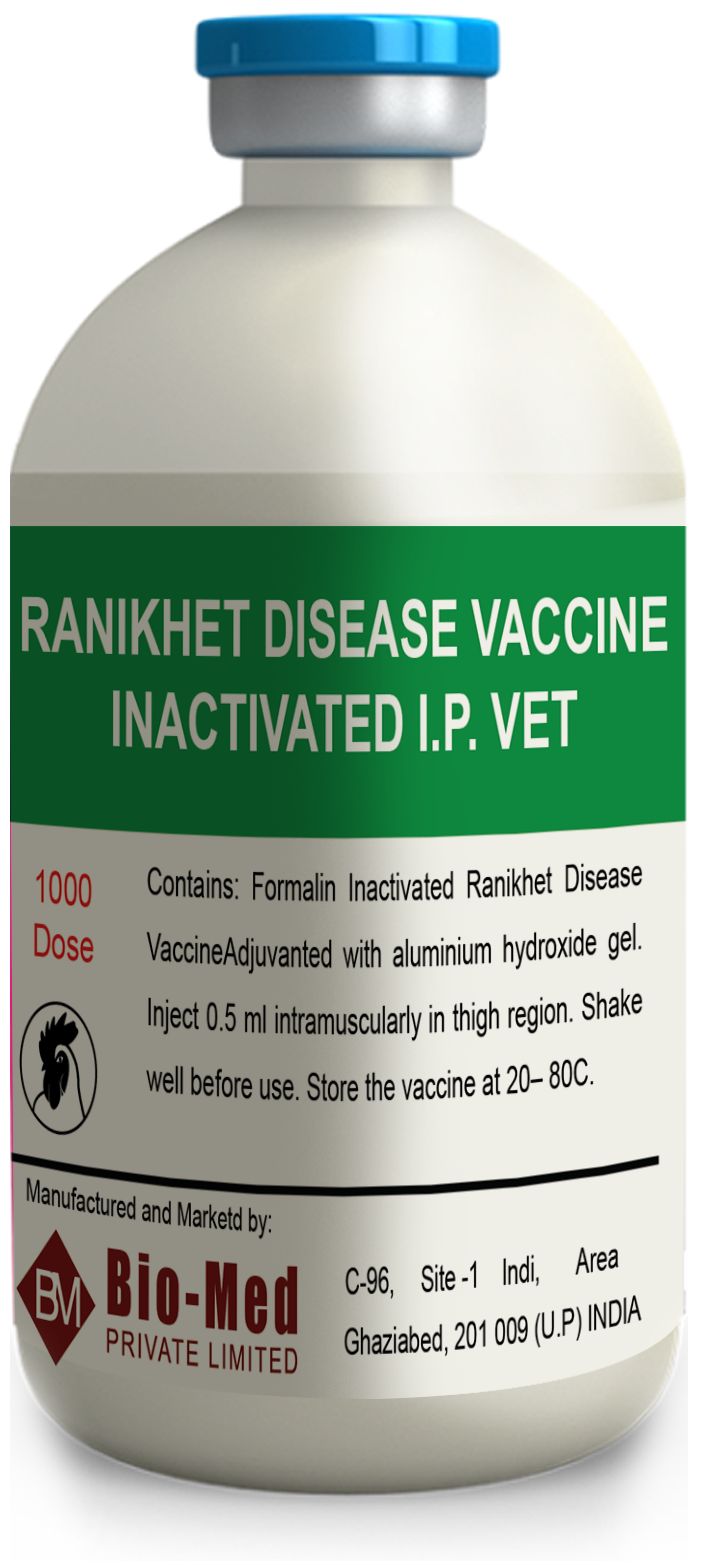 RANIKHET DISEASE VACCINE
INACTIVATED I.P. VET
1000
Dose
Contains: Formalin Inactivated Ranikhet Disease
VaccineAdjuvanted with aluminium hydroxide gel.
Inject 0.5 ml intramuscularly in thigh region. Shake
well before use. Store the vaccine at 20– 80C.
Manufactured and Marketd by:
BM
Bio-Med
PRIVATE LIMITED
C-96, Site -1 Indi, Area
Ghaziabed, 201 009 (U.P) INDIA